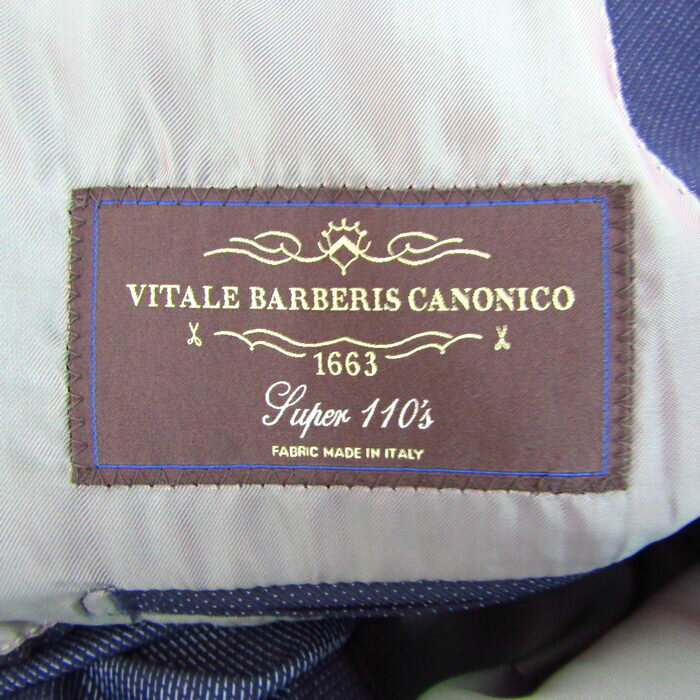 VITALE BARBERIS CANONICO
1663
Super 110's
FABRIC MADE IN ITALY